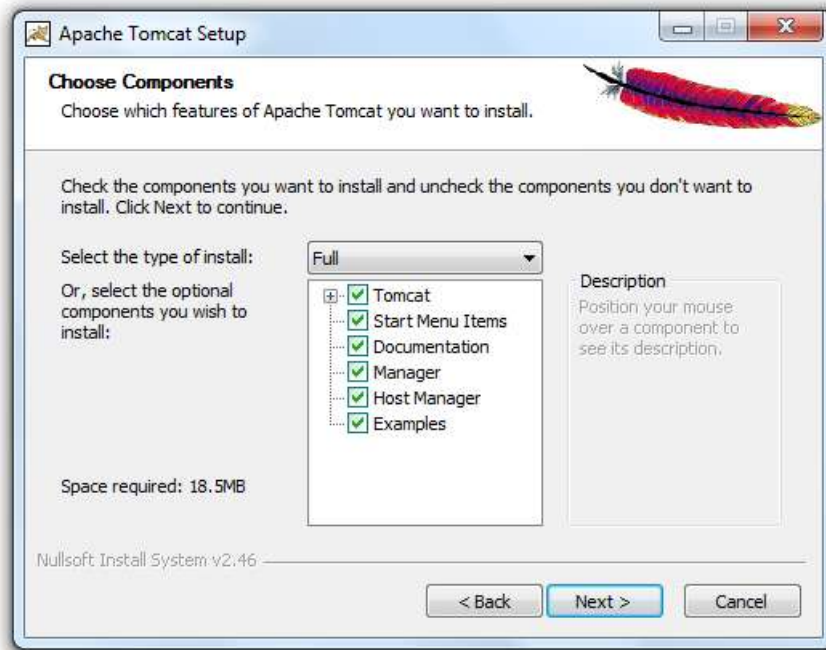 Apache Tomcat Setup
Choose Components
Choose which features of Apache Tomcat you want to install.
Check the components you want to install and uncheck the components you don't want to
install. Click Next to continue.
Select the type of install:
Full
Or, select the optional
components you wish to
install:
Tomcat
Start Menu Items
Documentation
Manager
Host Manager
Examples
Description
Position your mouse
over a component to
see its description.
Space required: 18.5MB
Nullsoft Install System v2.46
< Back
Next >
Cancel